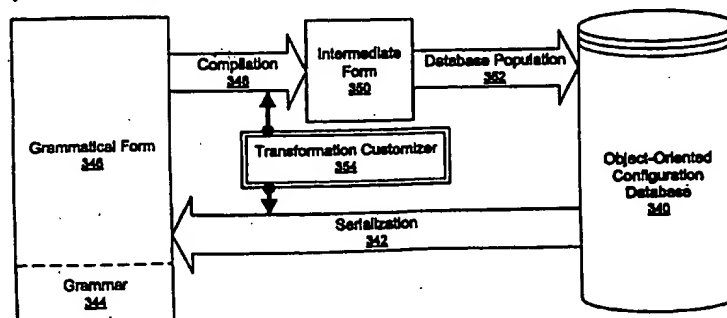 Compilation
348
Intermediate
Form
350
Database Population
352
Grammatical Form
346
Transformation Customizer
354
Object-Oriented
Configuration
Database
340
Serialization
342
Grammar
344